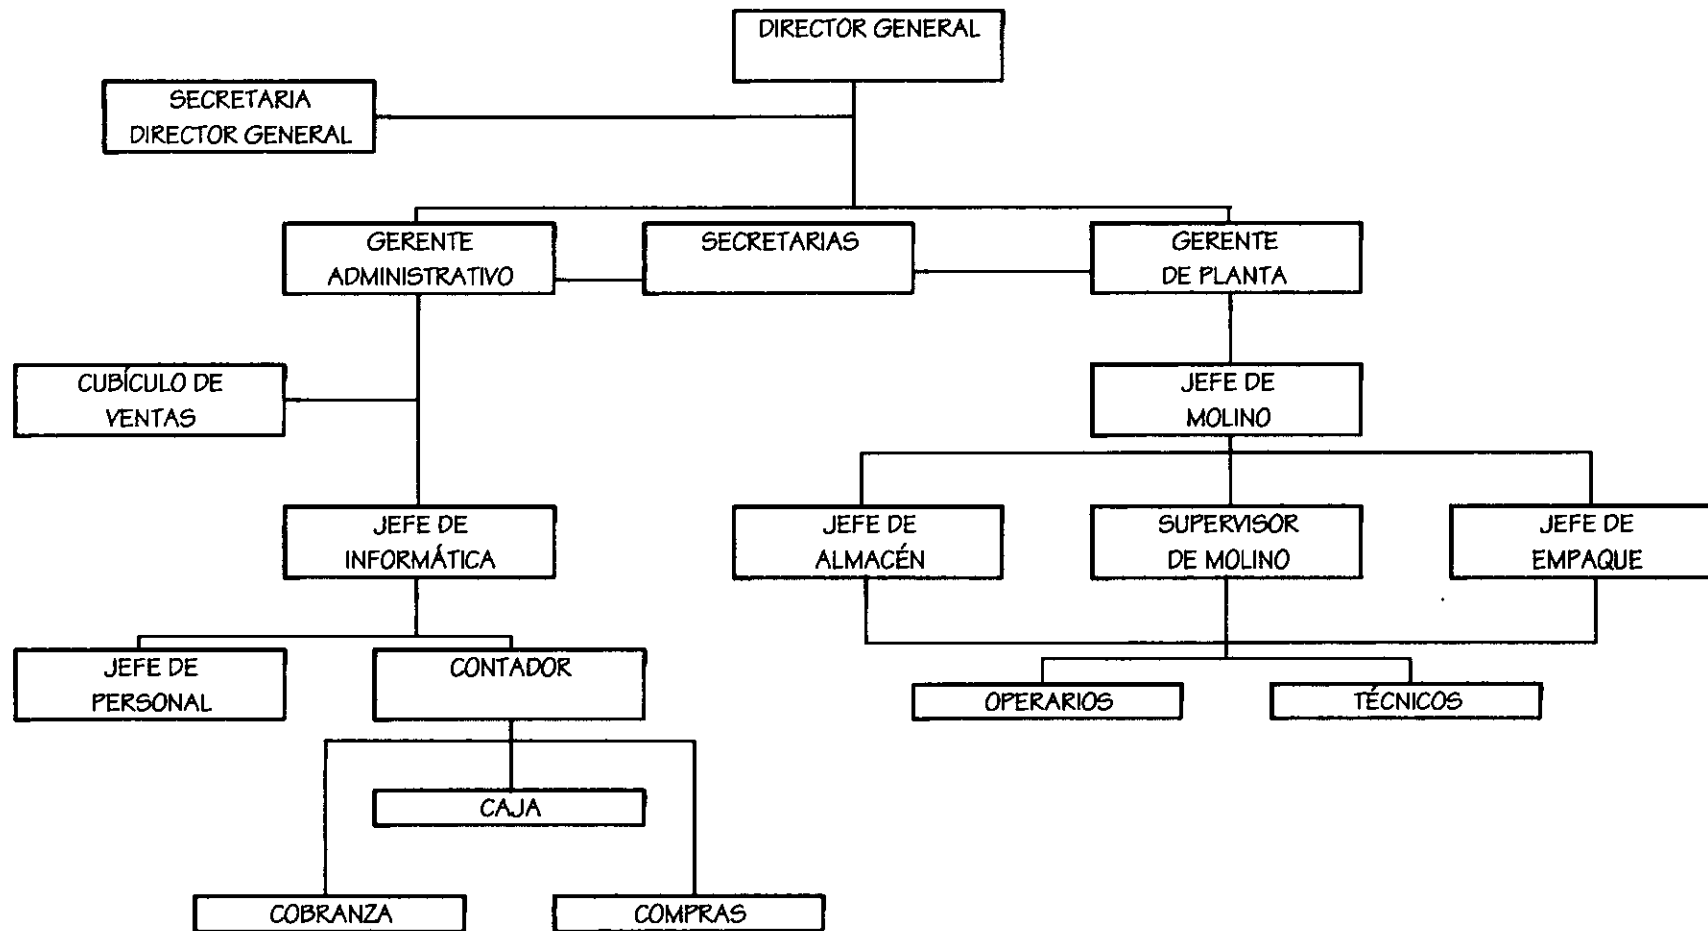 DIRECTOR GENERAL
SECRETARIA
DIRECTOR GENERAL
GERENTE
ADMINISTRATIVO
SECRETARIAS
GERENTE
DE PLANTA
CUBÍCULO DE
VENTAS
JEFE DE
MOLINO
JEFE DE
INFORMÁTICA
JEFE DE
ALMACÉN
SUPERVISOR
DE MOLINO
JEFE DE
EMPAQUE
JEFE DE
PERSONAL
CONTADOR
OPERARIOS
TÉCNICOS
CAJA
COBRANZA
COMPRAS